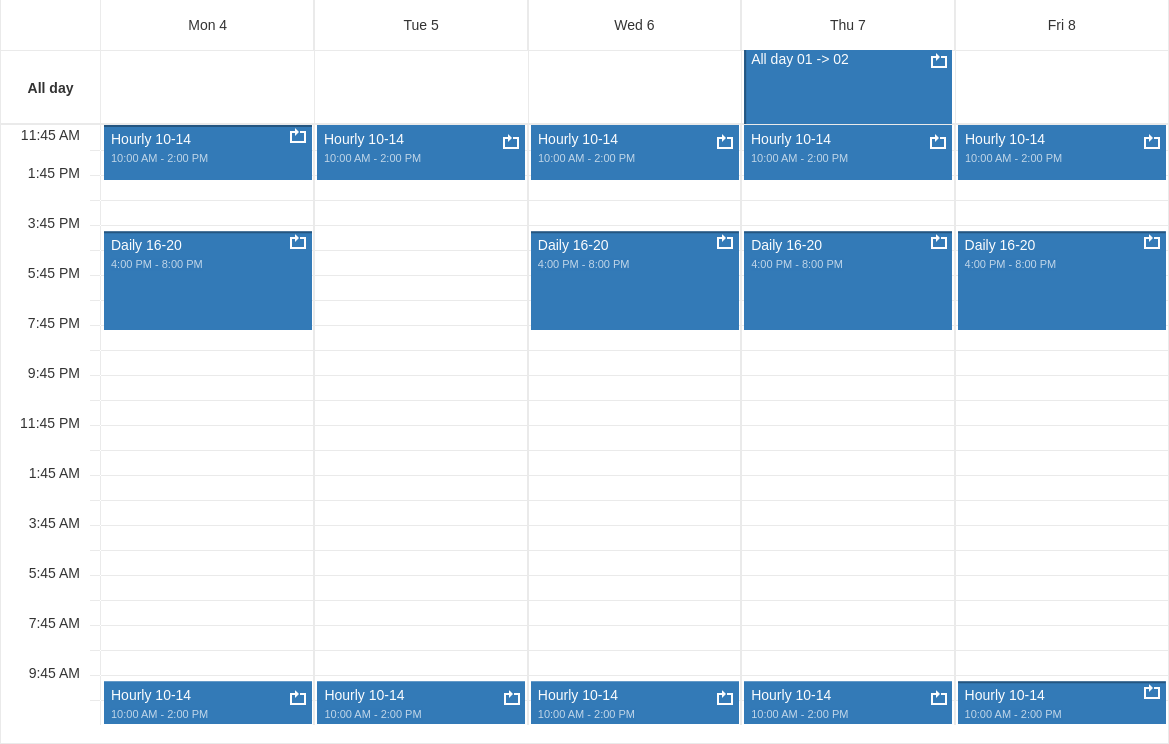 Mon 4 Tue 5 Wed 6 Thu 7 Fri 8
All day 01 -> 02
All day
11:45 AM
Hourly 10-14 Hourly 10-14 Hourly 10-14 Hourly 10-14 Hourly 10-14
10:00 AM - 2:00 PM 10:00 AM - 2:00 PM 10:00 AM - 2:00 PM 10:00 AM - 2:00 PM 10:00 AM - 2:00 PM
1:45 PM
3:45 PM
Daily 16-20 Daily 16-20 Daily 16-20 Daily 16-20
4:00 PM - 8:00 PM 4:00 PM - 8:00 PM 4:00 PM - 8:00 PM 4:00 PM - 8:00 PM
5:45 PM
7:45 PM
9:45 PM
11:45 PM
1:45 AM
3:45 AM
5:45 AM
7:45 AM
9:45 AM
Hourly 10-14 Hourly 10-14 Hourly 10-14 Hourly 10-14 Hourly 10-14
10:00 AM - 2:00 PM 10:00 AM - 2:00 PM 10:00 AM - 2:00 PM 10:00 AM - 2:00 PM 10:00 AM - 2:00 PM